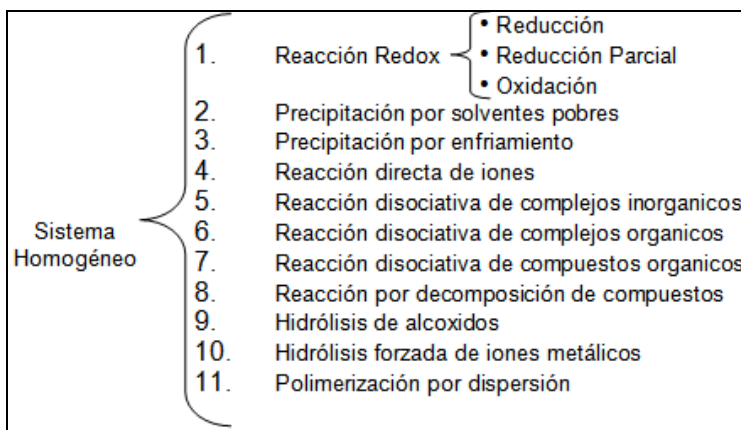 • Reducción
1. Reacción Redox • Reducción Parcial
• Oxidación
2. Precipitación por solventes pobres
3. Precipitación por enfriamiento
4. Reacción directa de iones
5. Reacción disociativa de complejos inorganicos
Sistema Homogéneo
6. Reacción disociativa de complejos organicos
7. Reacción disociativa de compuestos organicos
8. Reacción por decomposición de compuestos
9. Hidrólisis de alcoxidos
10. Hidrólisis forzada de iones metálicos
11. Polimerización por dispersión